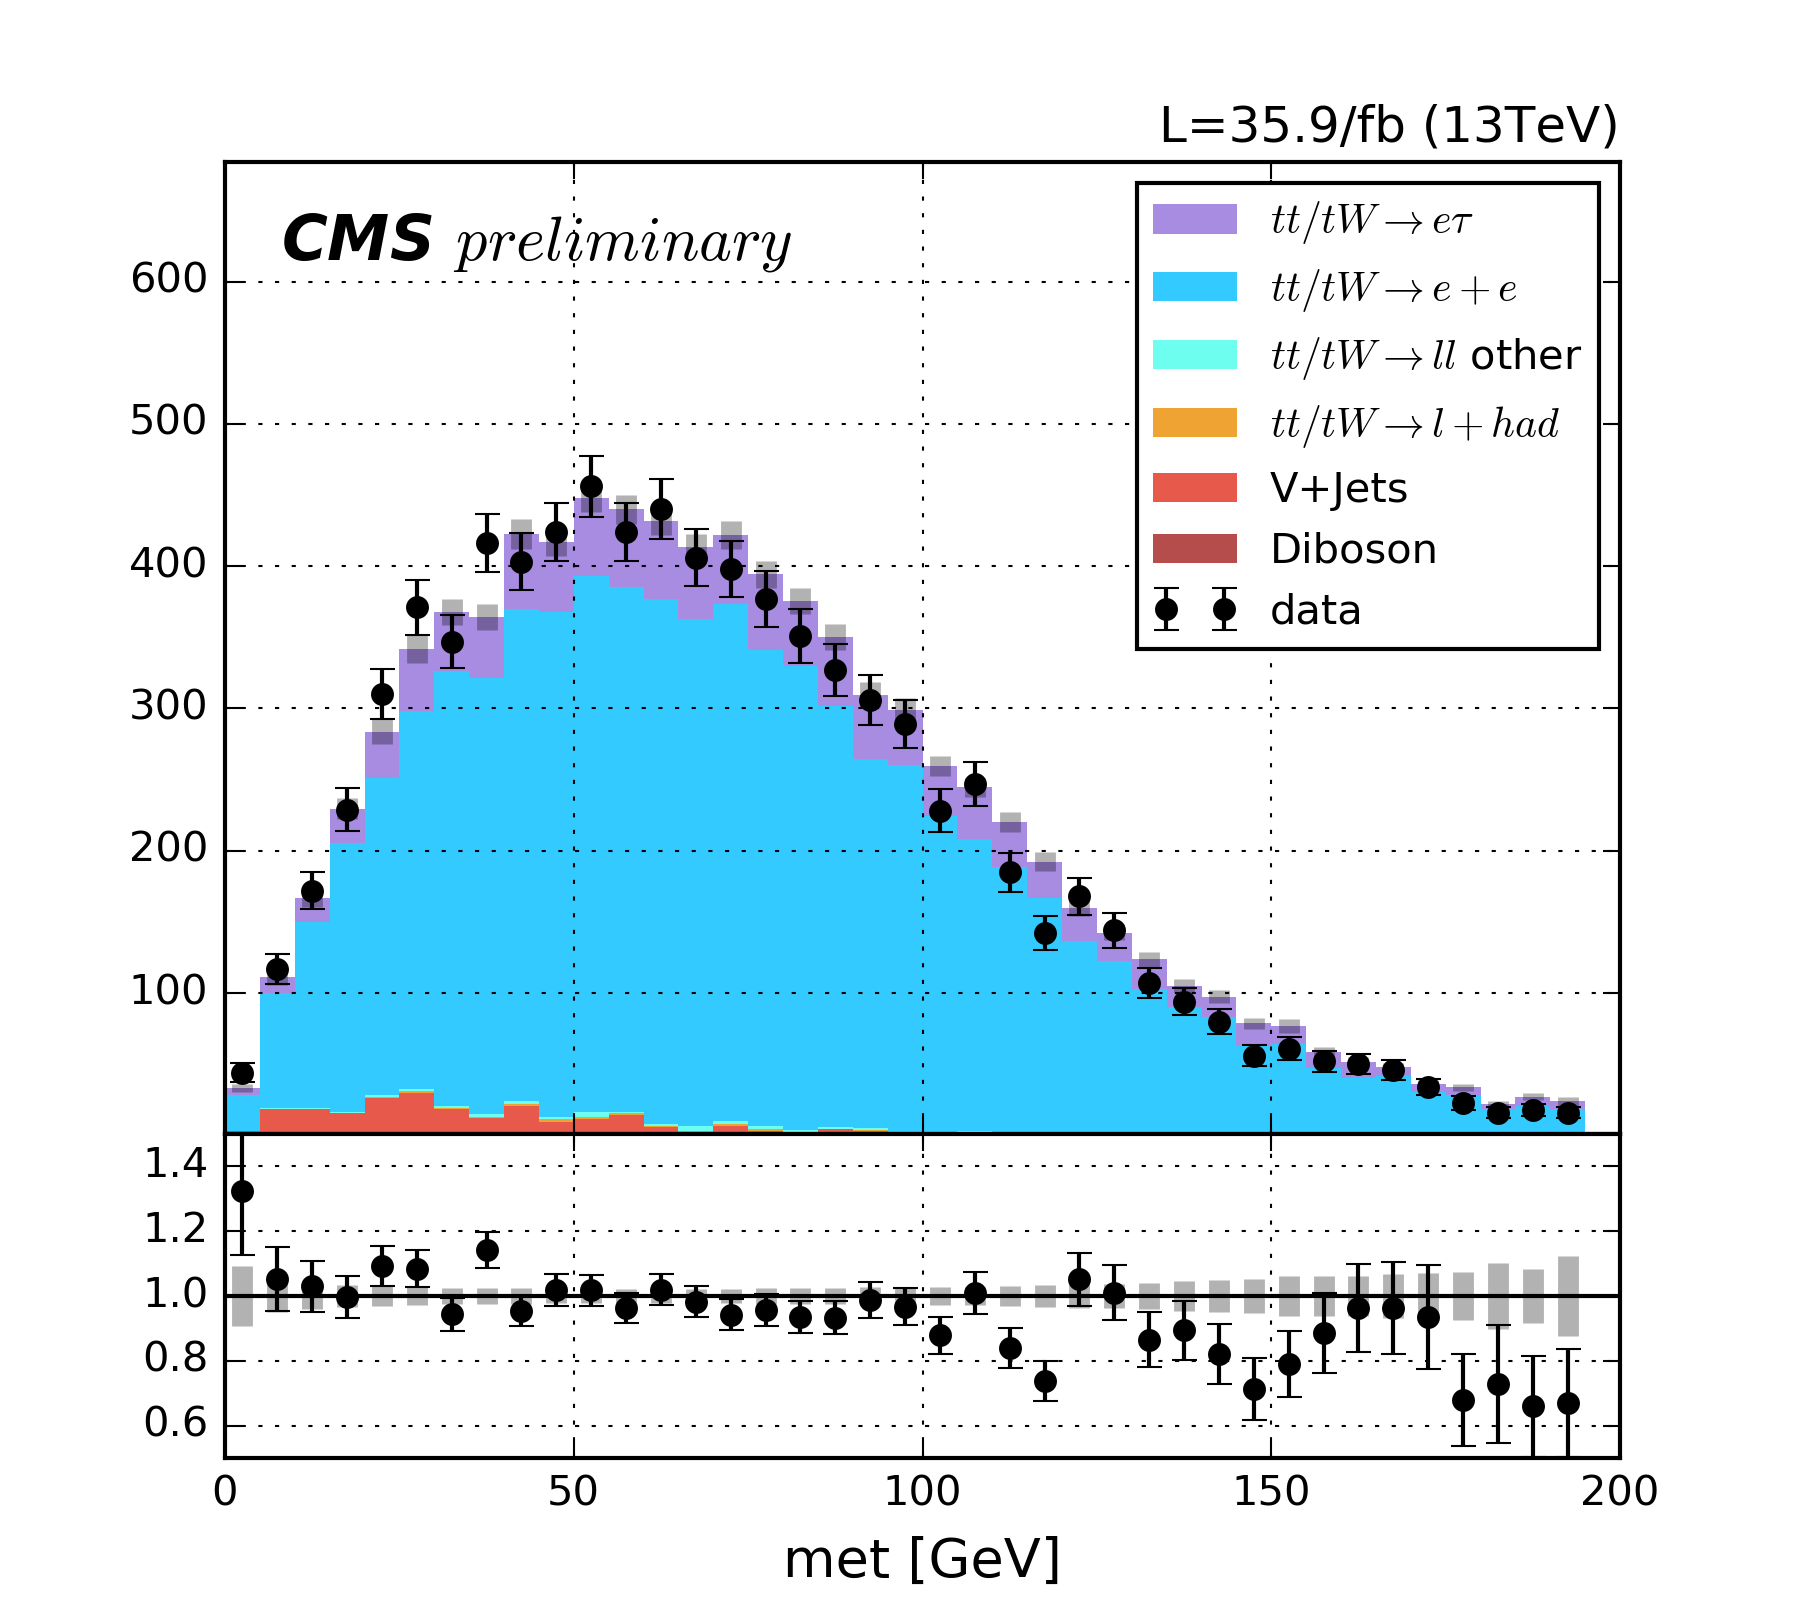 L=35.9/fb (13TeV)
CMS preliminary
tt/tW→eτ
tt/tW→e+e
tt/tW→ll other
tt/tW→l+had
V+Jets
Diboson
data
600
500
400
300
200
100
1.4
1.2
1.0
0.8
0.6
0 50 100 150 200
met [GeV]